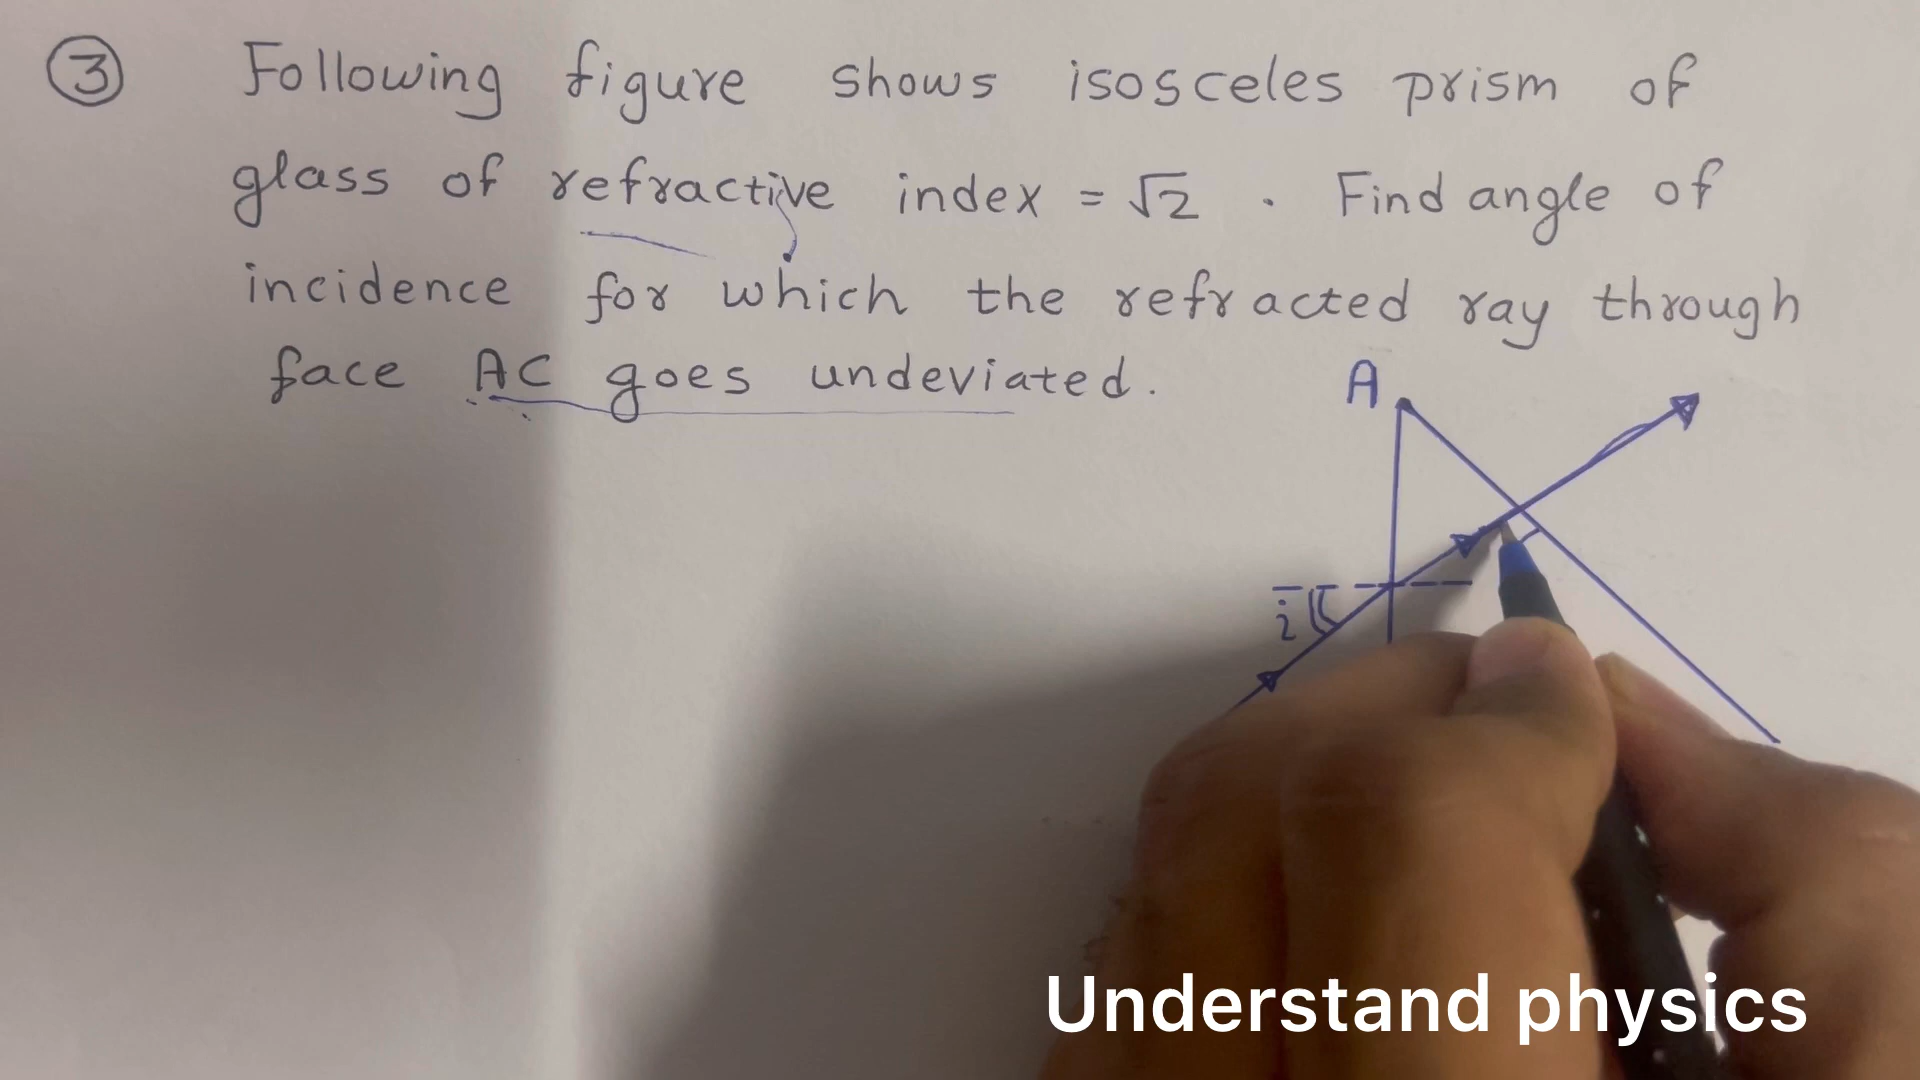 3 Following figure shows isosceles prism of
glass of refractive index = √2 . Find angle of
incidence for which the refracted ray through
face AC goes undeviated.
A
i
Understand physics